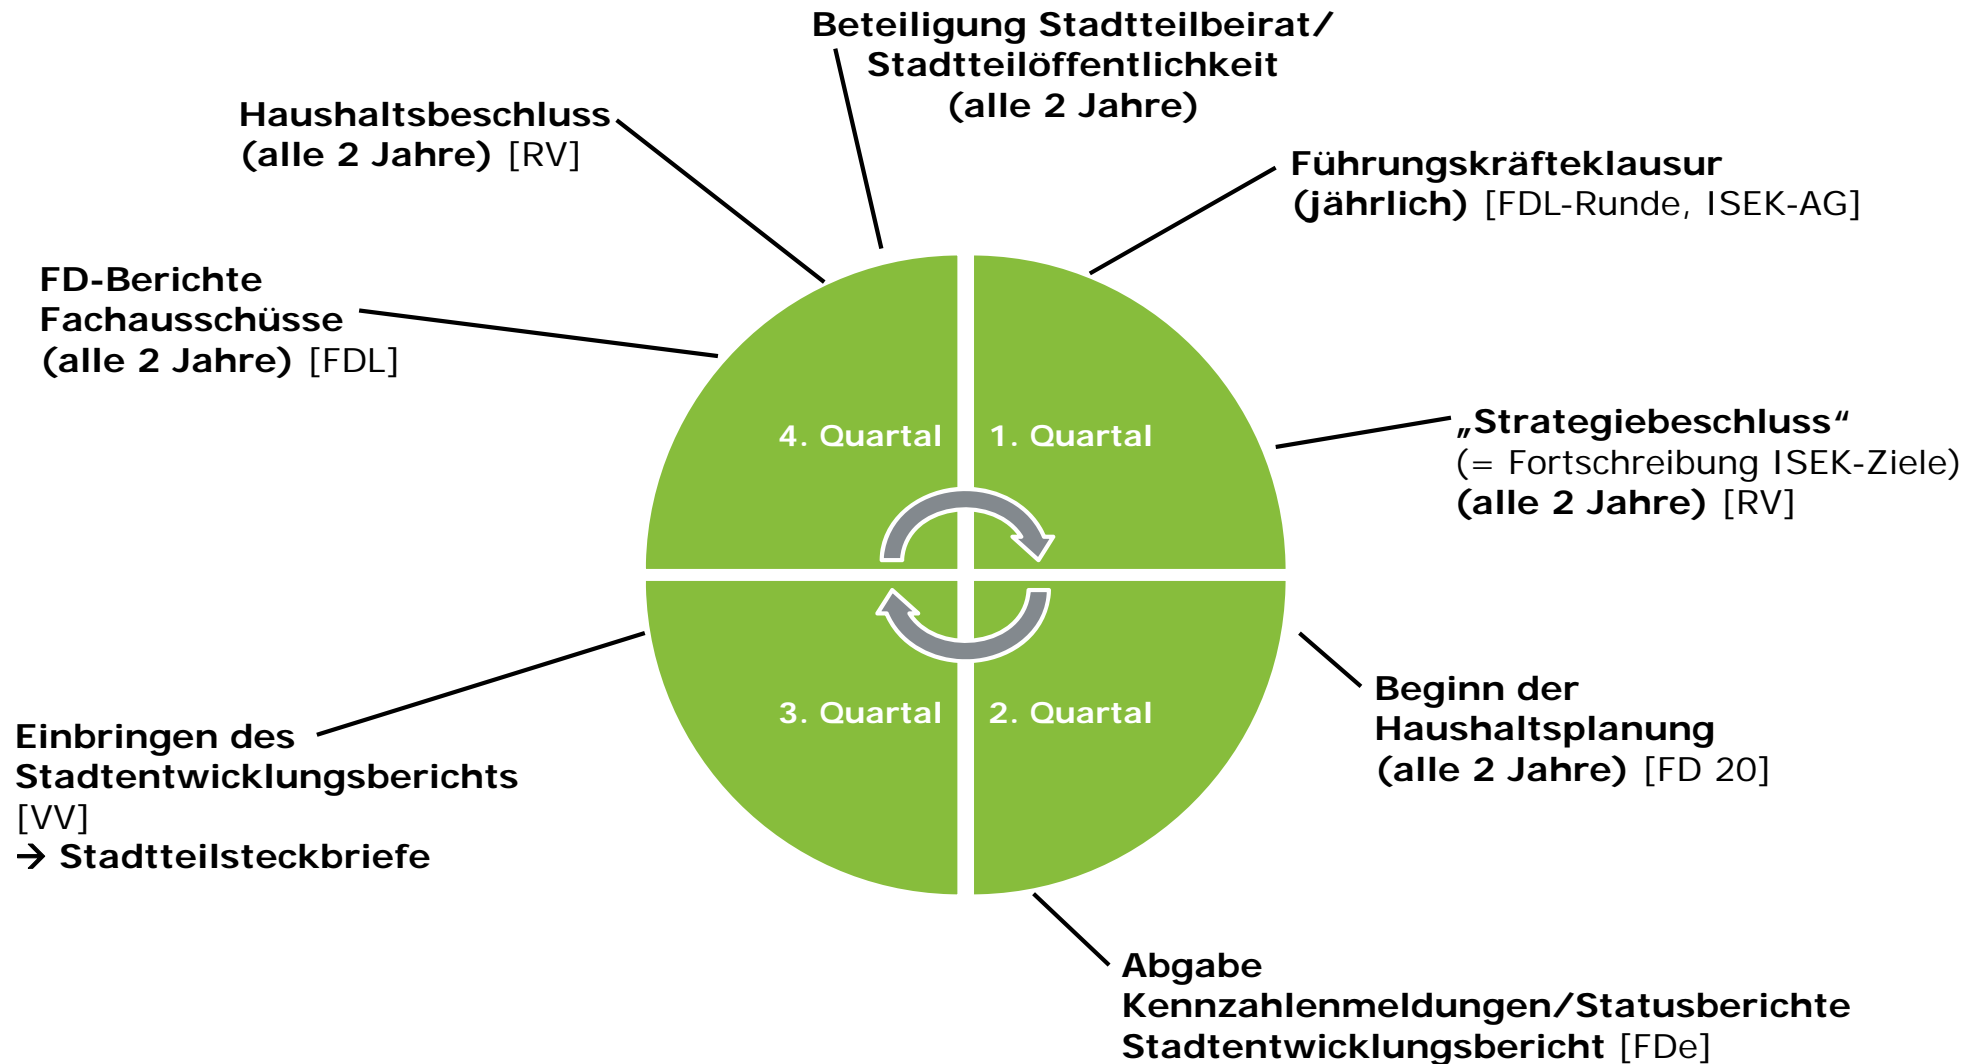 Beteiligung Stadtteilbeirat/
Stadtteilöffentlichkeit
(alle 2 Jahre)
Haushaltsbeschluss
(alle 2 Jahre) [RV]
Führungskräfteklausur
(jährlich) [FDL-Runde, ISEK-AG]
FD-Berichte
Fachausschüsse
(alle 2 Jahre) [FDL]
„Strategiebeschluss“
(= Fortschreibung ISEK-Ziele)
(alle 2 Jahre) [RV]
4. Quartal
1. Quartal
3. Quartal
2. Quartal
Beginn der
Haushaltsplanung
(alle 2 Jahre) [FD 20]
Einbringen des
Stadtentwicklungsberichts
[VV]
→ Stadtteilsteckbriefe
Abgabe
Kennzahlenmeldungen/Statusberichte
Stadtentwicklungsbericht [FDe]